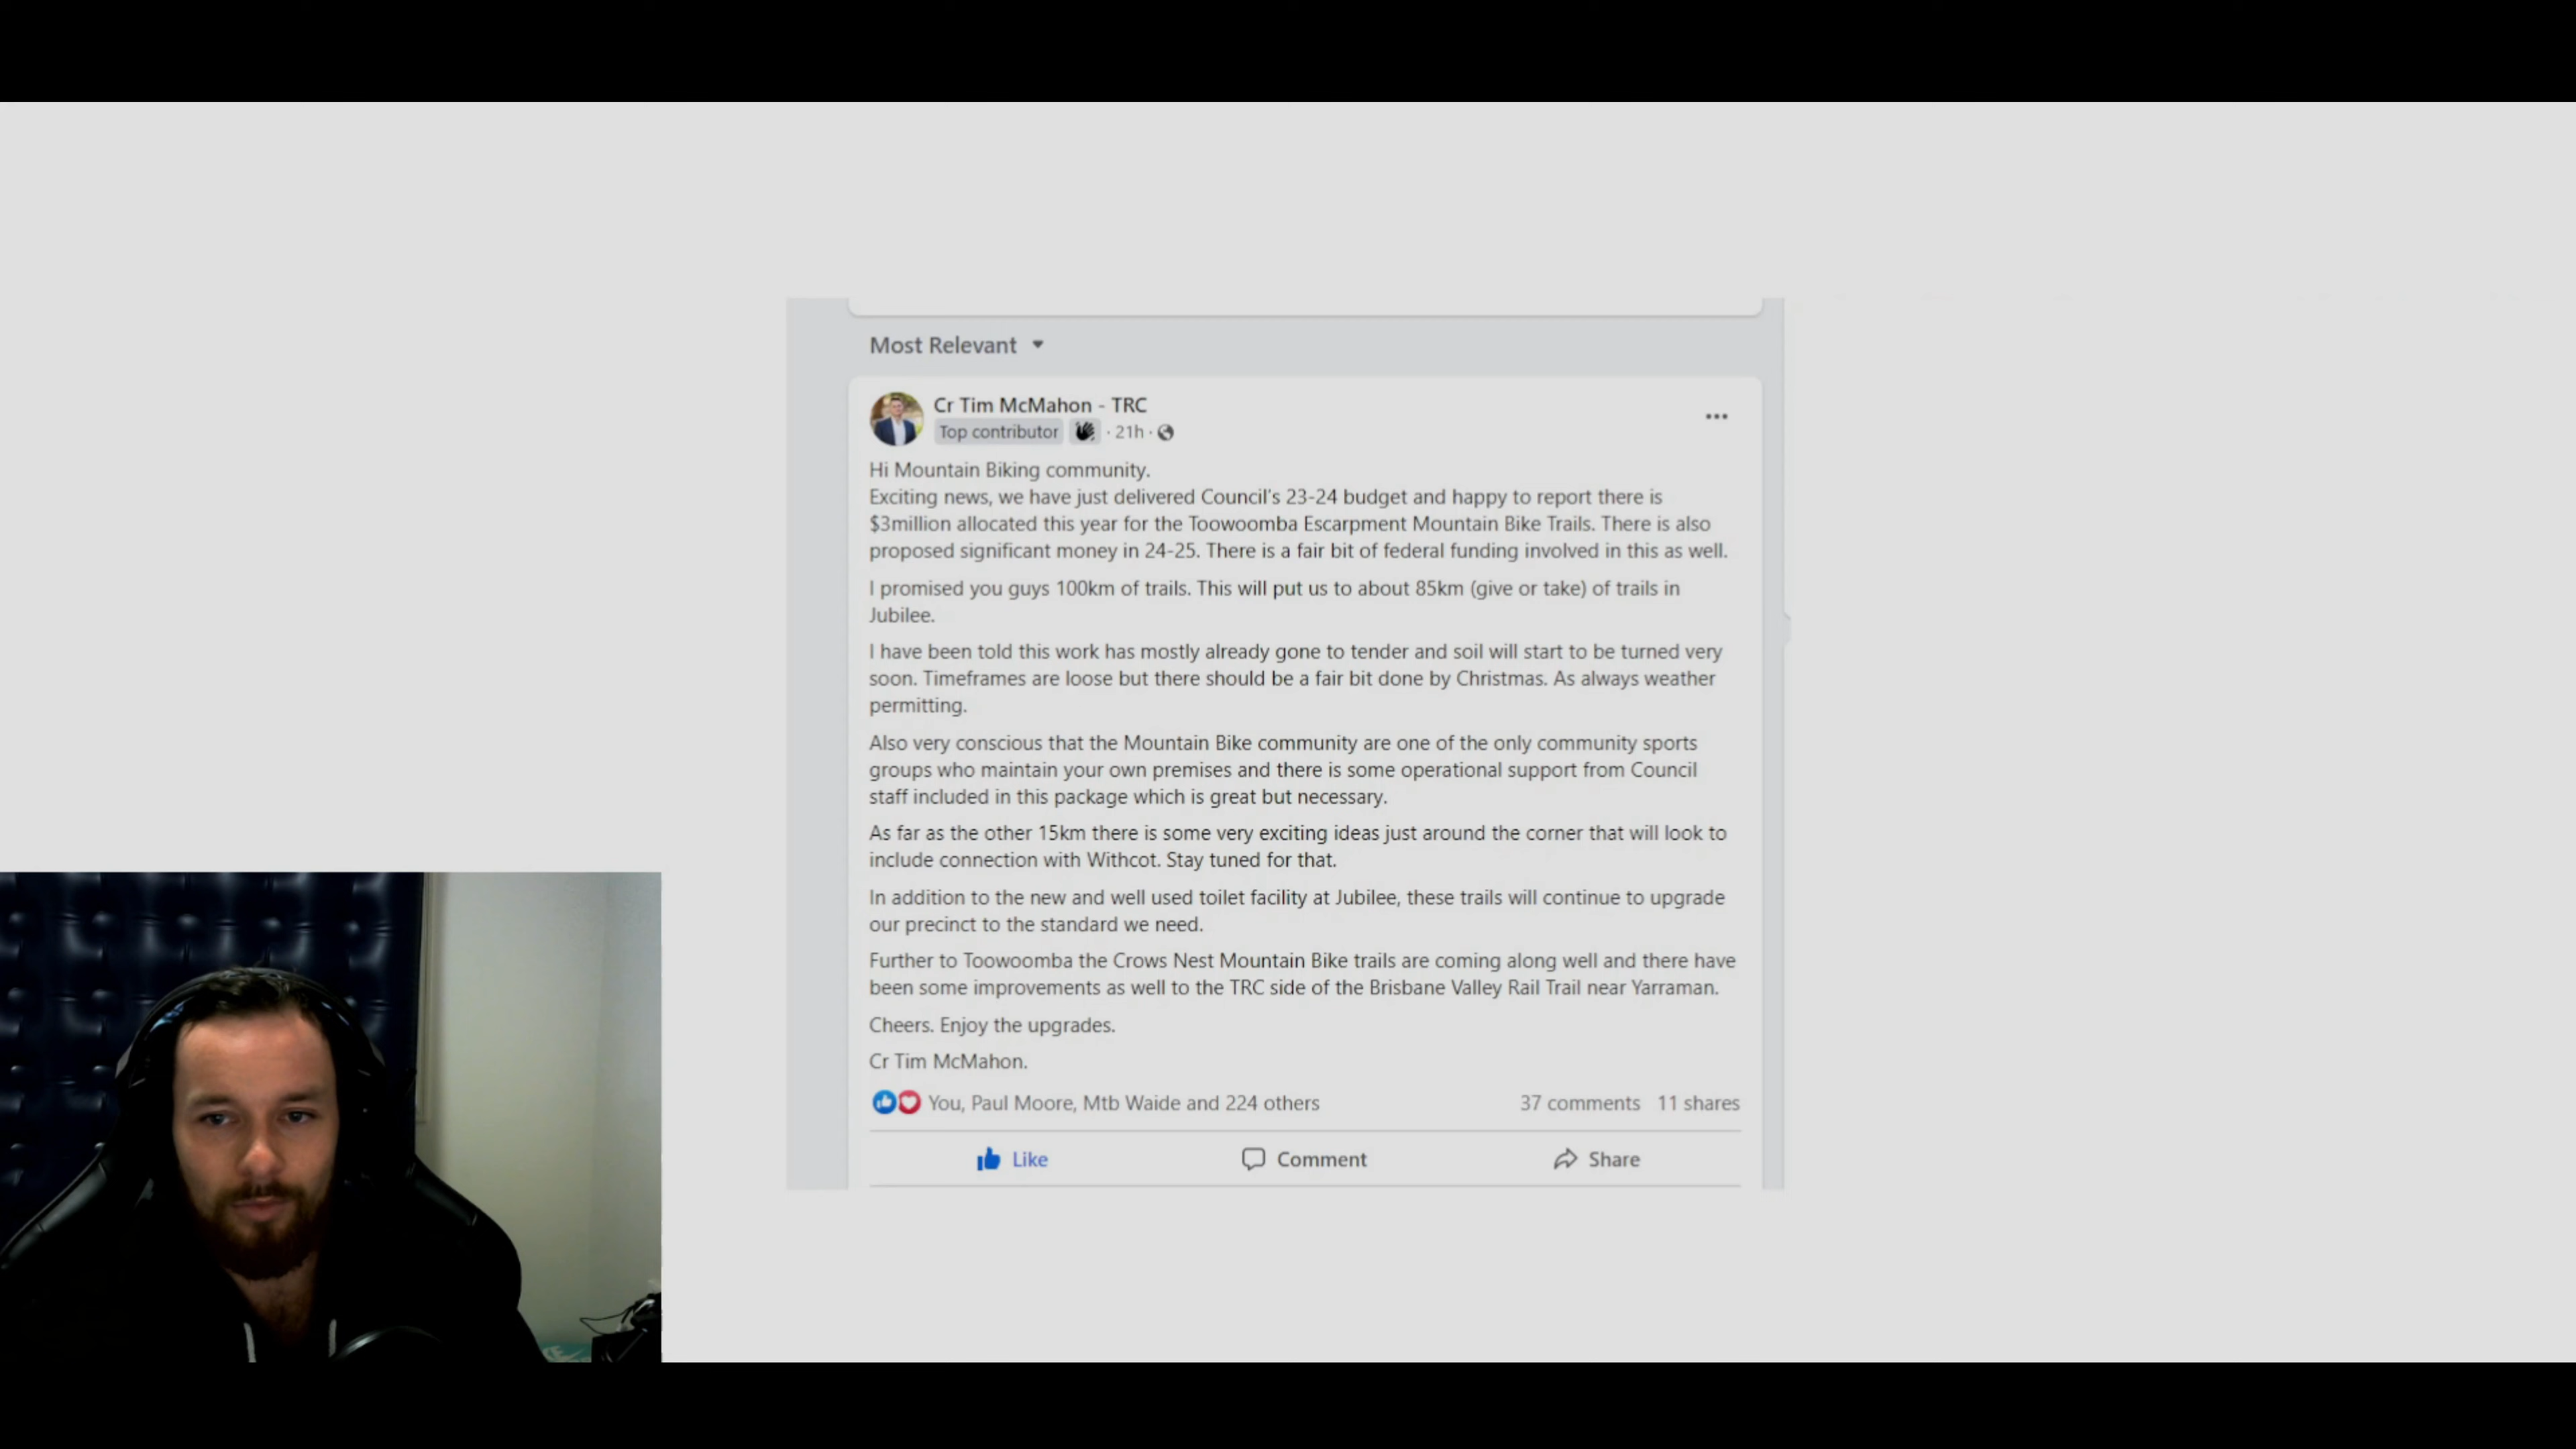 Most Relevant
Cr Tim McMahon - TRC
Top contributor · 21h ·
Hi Mountain Biking community.
Exciting news, we have just delivered Council's 23-24 budget and happy to report there is
$3million allocated this year for the Toowoomba Escarpment Mountain Bike Trails. There is also
proposed significant money in 24-25. There is a fair bit of federal funding involved in this as well.
I promised you guys 100km of trails. This will put us to about 85km (give or take) of trails in
Jubilee.
I have been told this work has mostly already gone to tender and soil will start to be turned very
soon. Timeframes are loose but there should be a fair bit done by Christmas. As always weather
permitting.
Also very conscious that the Mountain Bike community are one of the only community sports
groups who maintain your own premises and there is some operational support from Council
staff included in this package which is great but necessary.
As far as the other 15km there is some very exciting ideas just around the corner that will look to
include connection with Withcot. Stay tuned for that.
In addition to the new and well used toilet facility at Jubilee, these trails will continue to upgrade
our precinct to the standard we need.
Further to Toowoomba the Crows Nest Mountain Bike trails are coming along well and there have
been some improvements as well to the TRC side of the Brisbane Valley Rail Trail near Yarraman.
Cheers. Enjoy the upgrades.
Cr Tim McMahon.
You, Paul Moore, Mtb Waide and 224 others 37 comments 11 shares
Like Comment Share